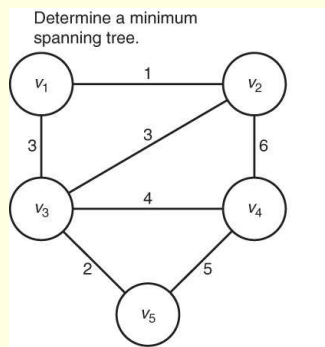 Determine a minimum
spanning tree.
1
v1
v2
3
3
6
4
v3
v4
2
5
v5